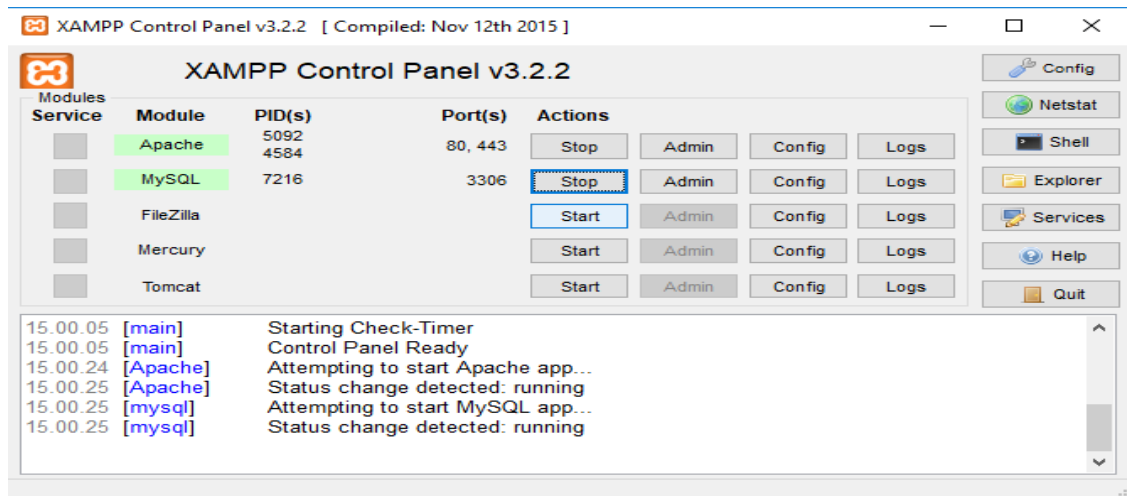 XAMPP Control Panel v3.2.2 [ Compiled: Nov 12th 2015 ]
XAMPP Control Panel v3.2.2
Config
Modules
Service Module PID(s) Port(s) Actions
Netstat
Apache 5092 4584 80, 443 Stop Admin Config Logs
Shell
MySQL 7216 3306 Stop Admin Config Logs
Explorer
FileZilla Start Admin Config Logs
Services
Mercury Start Admin Config Logs
Help
Tomcat Start Admin Config Logs
Quit
15.00.05 [main] Starting Check-Timer
15.00.05 [main] Control Panel Ready
15.00.24 [Apache] Attempting to start Apache app...
15.00.25 [Apache] Status change detected: running
15.00.25 [mysql] Attempting to start MySQL app...
15.00.25 [mysql] Status change detected: running